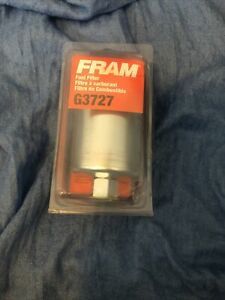 FRAM
Fuel Filter
Filtre à carburant
Filtro de Combustible
G3727